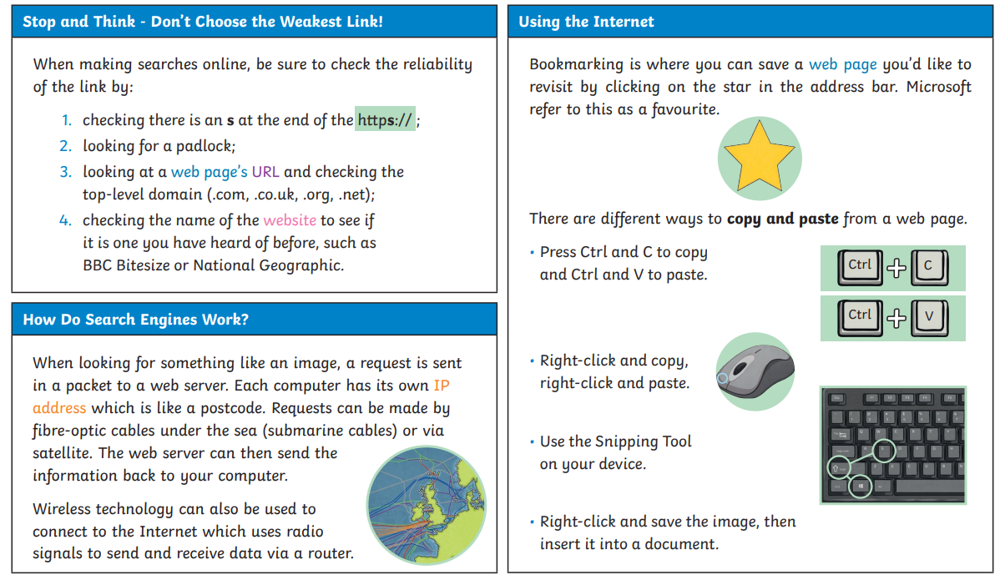 Stop and Think - Don't Choose the Weakest Link!
When making searches online, be sure to check the reliability
of the link by:
1. checking there is an s at the end of the https:// ;
2. looking for a padlock;
3. looking at a web page's URL and checking the
top-level domain (.com, .co.uk, .org, .net);
4. checking the name of the website to see if
it is one you have heard of before, such as
BBC Bitesize or National Geographic.
How Do Search Engines Work?
When looking for something like an image, a request is sent
in a packet to a web server. Each computer has its own IP
address which is like a postcode. Requests can be made by
fibre-optic cables under the sea (submarine cables) or via
satellite. The web server can then send the
information back to your computer.
Wireless technology can also be used to
connect to the Internet which uses radio
signals to send and receive data via a router.
Using the Internet
Bookmarking is where you can save a web page you'd like to
revisit by clicking on the star in the address bar. Microsoft
refer to this as a favourite.
There are different ways to copy and paste from a web page.
• Press Ctrl and C to copy
and Ctrl and V to paste.
Ctrl + C
Ctrl + V
• Right-click and copy,
right-click and paste.
• Use the Snipping Tool
on your device.
• Right-click and save the image, then
insert it into a document.